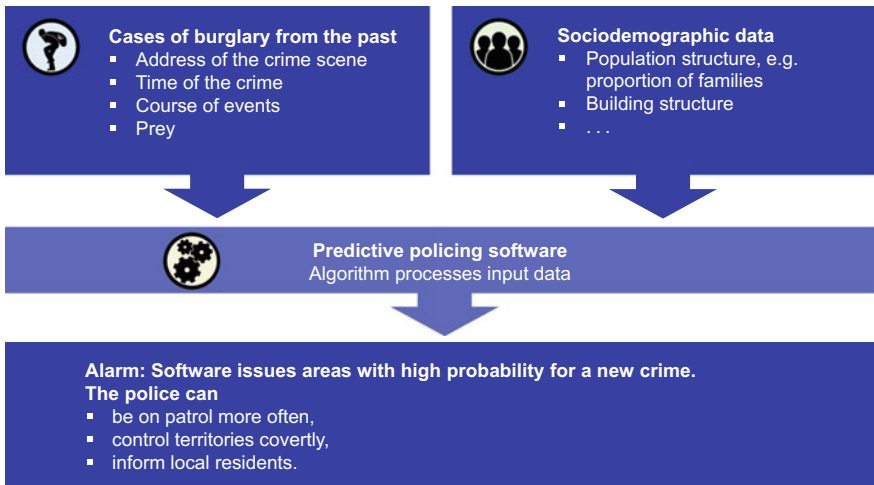 Cases of burglary from the past
▪ Address of the crime scene
▪ Time of the crime
▪ Course of events
▪ Prey
Sociodemographic data
▪ Population structure, e.g.
proportion of families
▪ Building structure
▪ . . .
Predictive policing software
Algorithm processes input data
Alarm: Software issues areas with high probability for a new crime.
The police can
▪ be on patrol more often,
▪ control territories covertly,
▪ inform local residents.